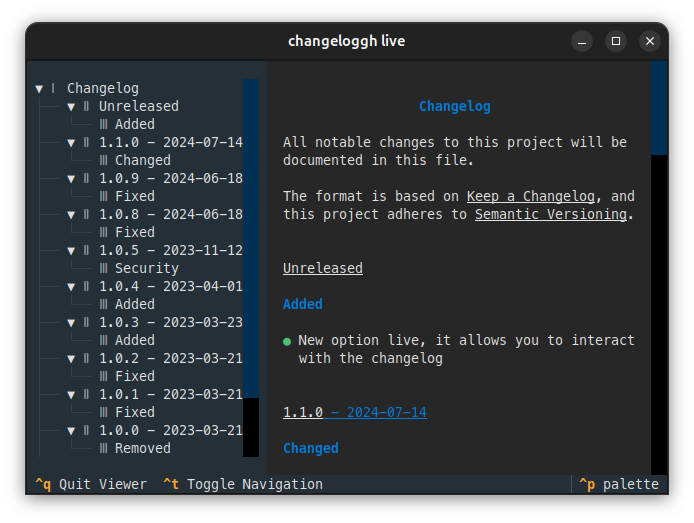 changeloggh live
▼ Ⅰ Changelog
▼ Ⅱ Unreleased
Ⅲ Added
▼ Ⅱ 1.1.0 - 2024-07-14
Ⅲ Changed
▼ Ⅱ 1.0.9 - 2024-06-18
Ⅲ Fixed
▼ Ⅱ 1.0.8 - 2024-06-18
Ⅲ Fixed
▼ Ⅱ 1.0.5 - 2023-11-12
Ⅲ Security
▼ Ⅱ 1.0.4 - 2023-04-01
Ⅲ Added
▼ Ⅱ 1.0.3 - 2023-03-23
Ⅲ Added
▼ Ⅱ 1.0.2 - 2023-03-21
Ⅲ Fixed
▼ Ⅱ 1.0.1 - 2023-03-21
Ⅲ Fixed
▼ Ⅱ 1.0.0 - 2023-03-21
Ⅲ Removed
Changelog
All notable changes to this project will be
documented in this file.
The format is based on Keep a Changelog, and
this project adheres to Semantic Versioning.
Unreleased
Added
● New option live, it allows you to interact
with the changelog
1.1.0 - 2024-07-14
Changed
^q Quit Viewer ^t Toggle Navigation
^p palette